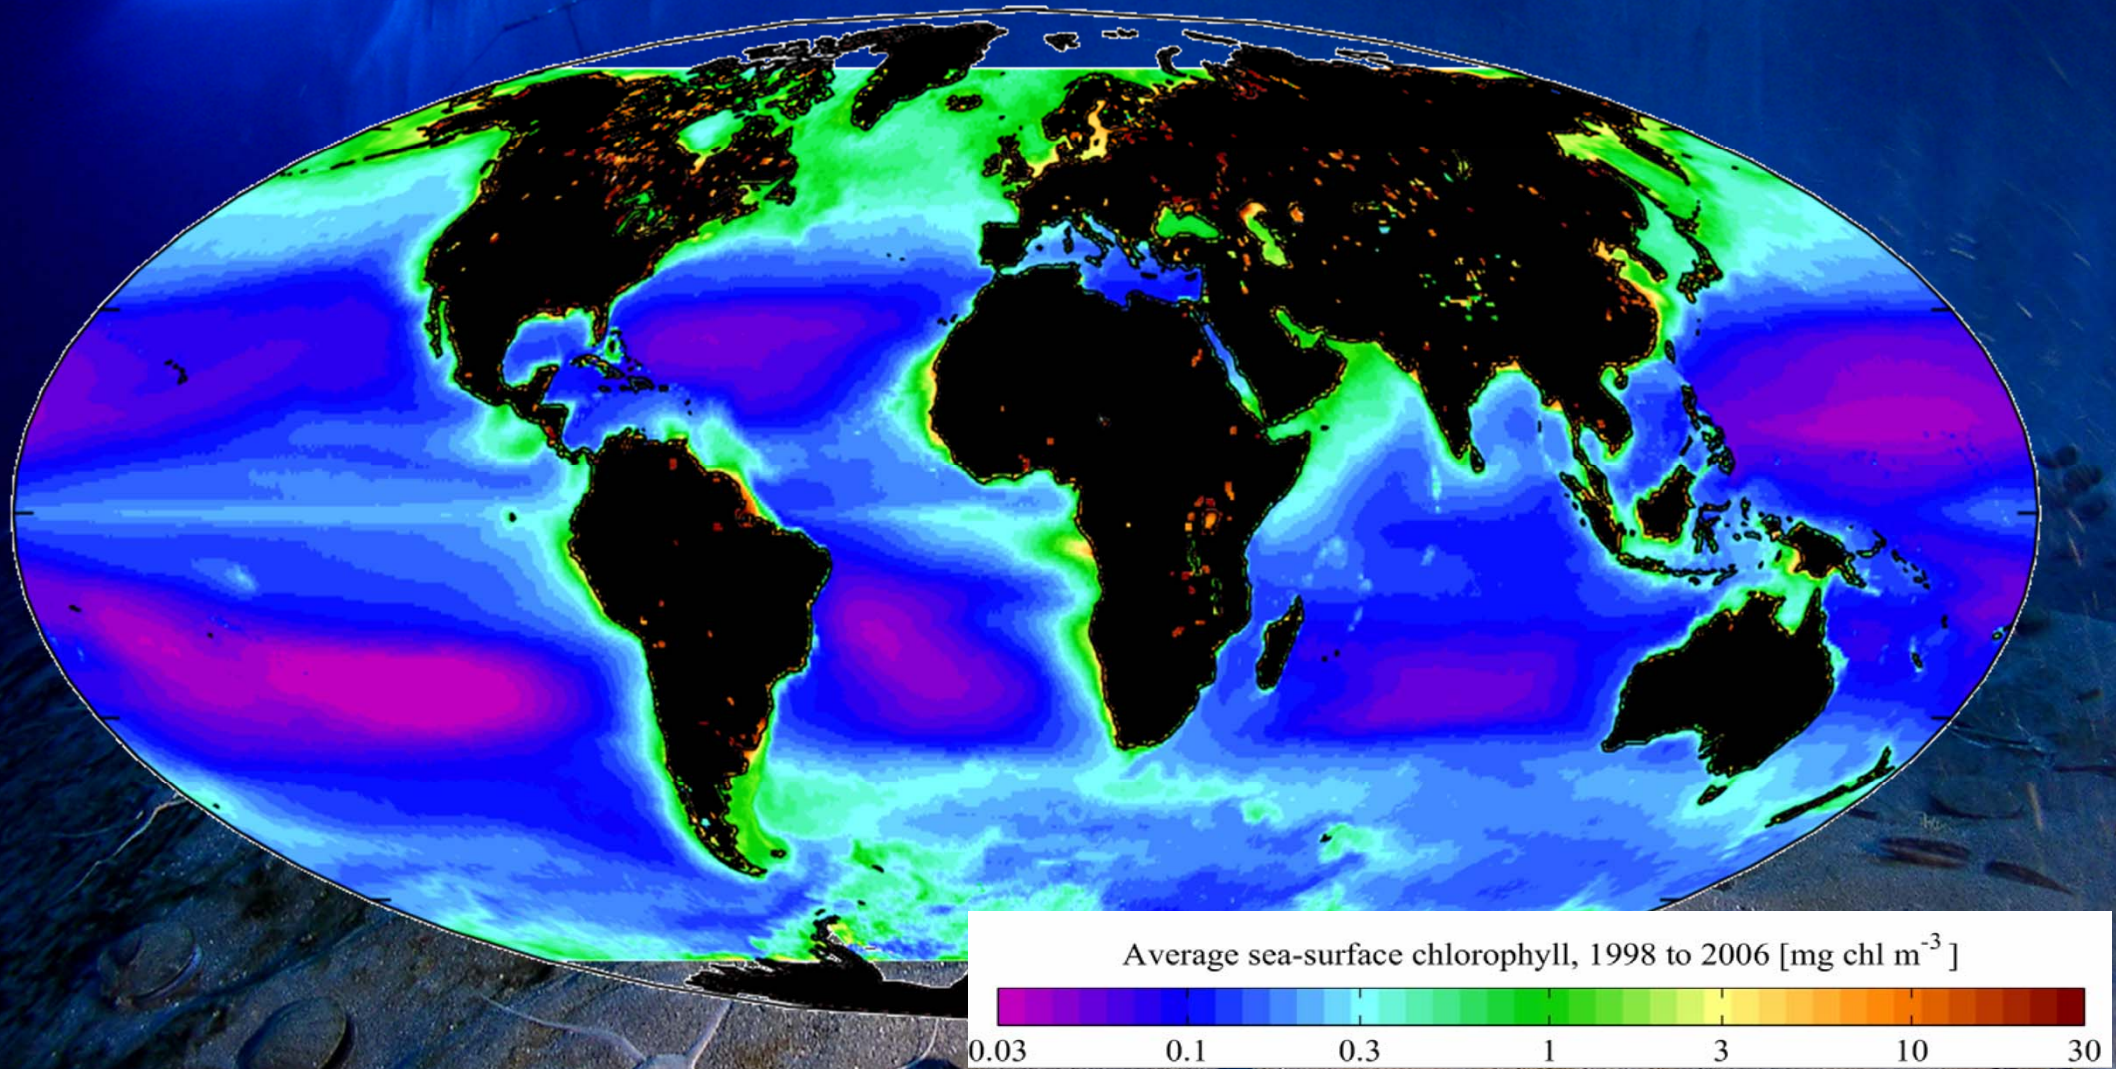 Average sea-surface chlorophyll, 1998 to 2006 [mg chl m⁻³ ]
0.03 0.1 0.3 1 3 10 30